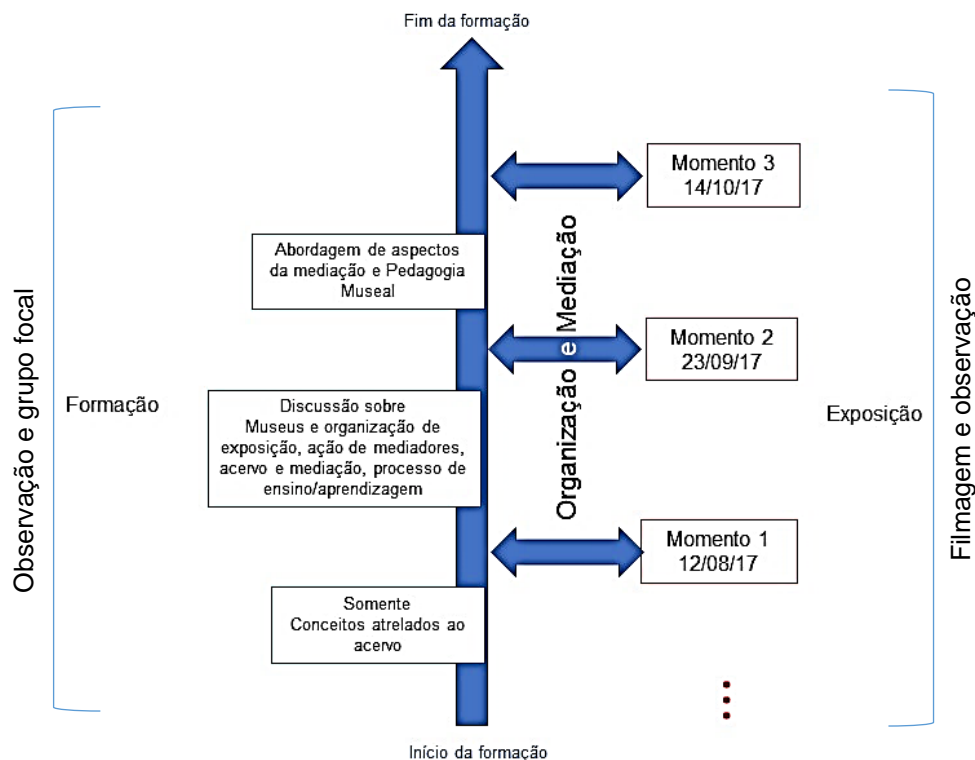 Fim da formação
Momento 3
14/10/17
Abordagem de aspectos
da mediação e Pedagogia
Museal
Organização e Mediação
Momento 2
23/09/17
Observação e grupo focal
Formação
Discussão sobre
Museus e organização de
exposição, ação de mediadores,
acervo e mediação, processo de
ensino/aprendizagem
Exposição
Filmagem e observação
Momento 1
12/08/17
Somente
Conceitos atrelados ao
acervo
Início da formação